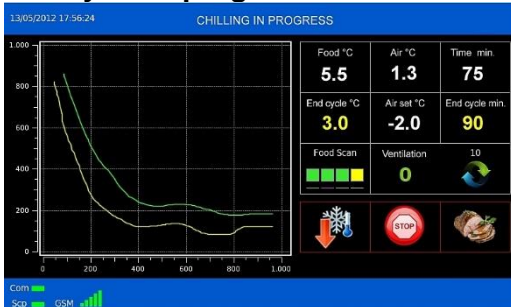 13/05/2012 17:56:24
CHILLING IN PROGRESS
1.000
800
600
400
200
0
0 200 400 600 800 1.000
Food °C Air °C Time min.
5.5 1.3 75
End cycle °C Air set °C End cycle min.
3.0 -2.0 90
Food Scan Ventilation 10
0
STOP
Com
Scp GSM